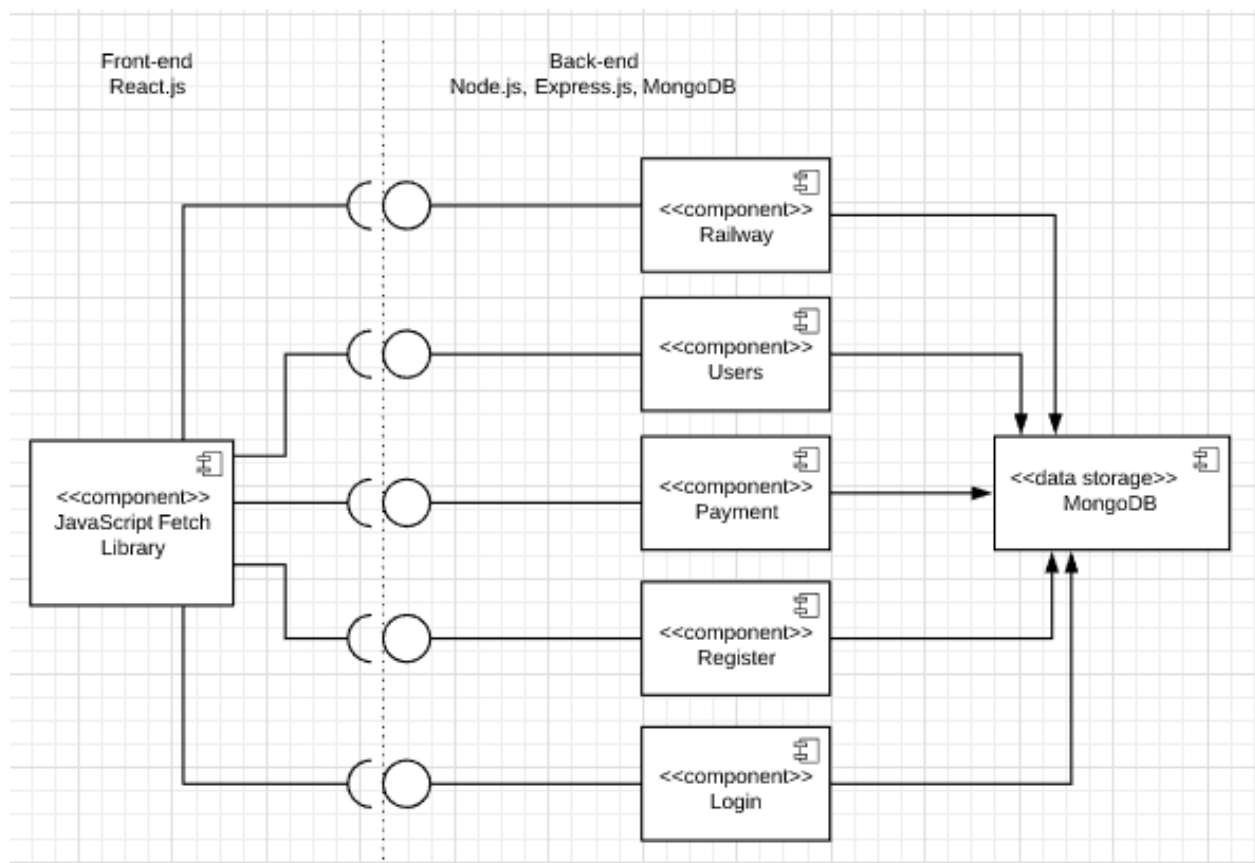 Front-end
React.js
Back-end
Node.js, Express.js, MongoDB
<<component>>
Railway
<<component>>
Users
<<component>>
JavaScript Fetch
Library
<<component>>
Payment
<<data storage>>
MongoDB
<<component>>
Register
<<component>>
Login